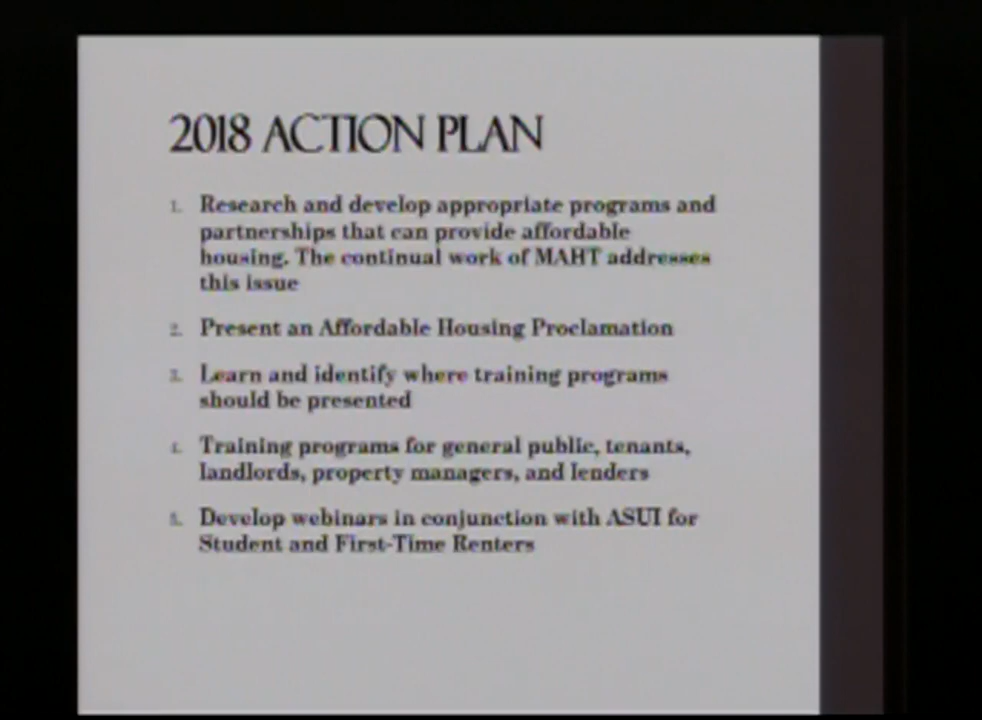 2018 ACTION PLAN
1. Research and develop appropriate programs and
partnerships that can provide affordable
housing. The continual work of MAHT addresses
this issue
2. Present an Affordable Housing Proclamation
3. Learn and identify where training programs
should be presented
4. Training programs for general public, tenants,
landlords, property managers, and lenders
5. Develop webinars in conjunction with ASUI for
Student and First-Time Renters